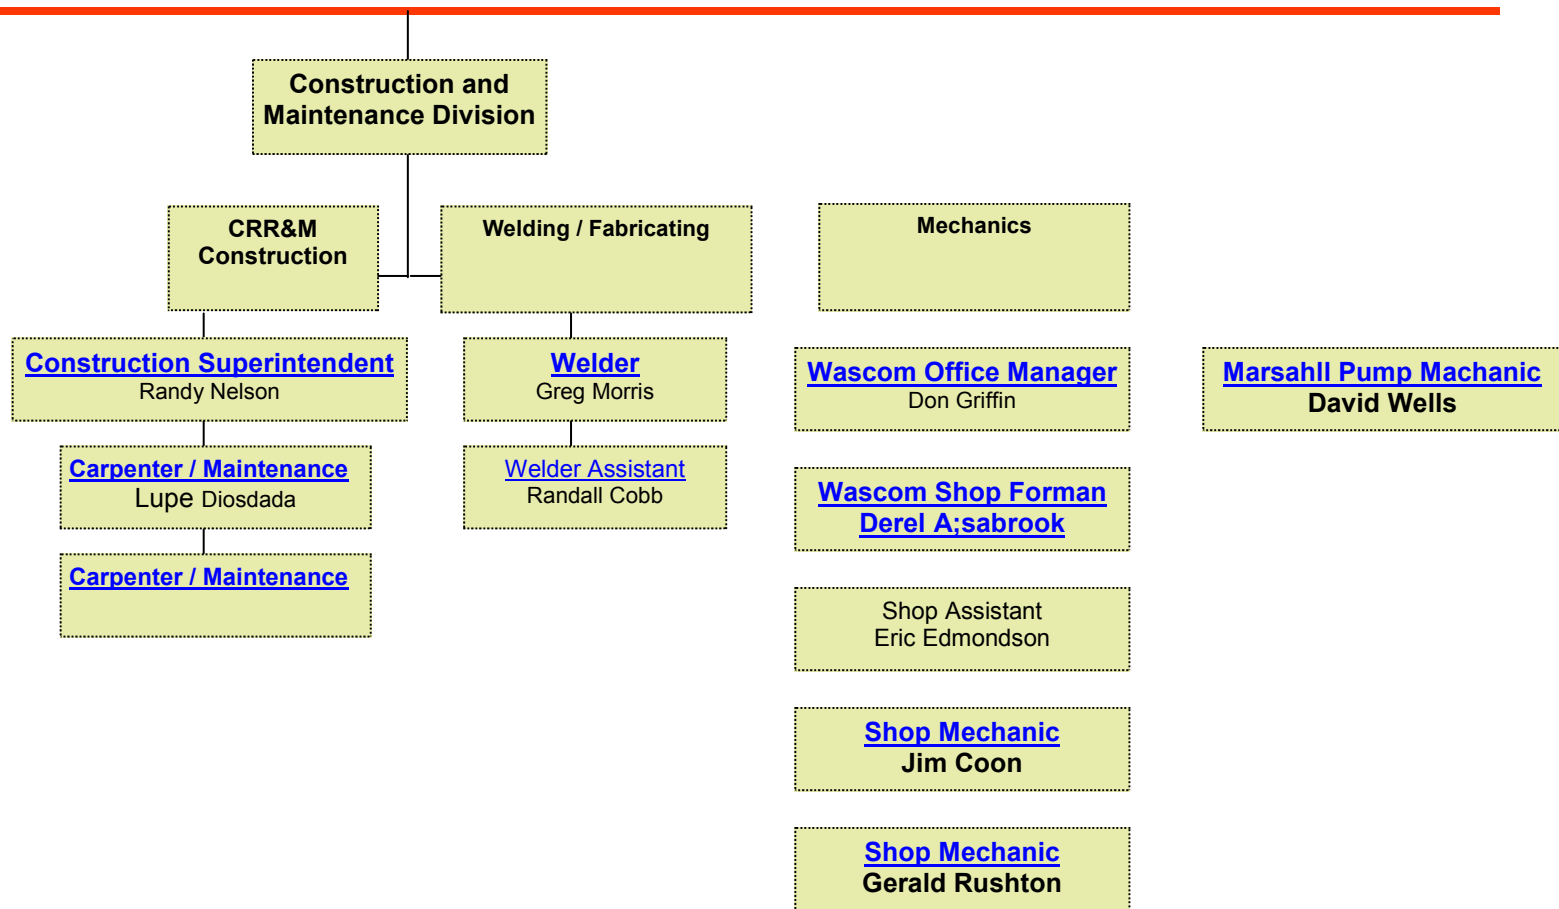 Construction and
Maintenance Division
CRR&M
Construction
Welding / Fabricating
Mechanics
Construction Superintendent
Randy Nelson
Welder
Greg Morris
Wascom Office Manager
Don Griffin
Marsahll Pump Machanic
David Wells
Carpenter / Maintenance
Lupe Diosdada
Welder Assistant
Randall Cobb
Wascom Shop Forman
Derel A;sabrook
Carpenter / Maintenance
Shop Assistant
Eric Edmondson
Shop Mechanic
Jim Coon
Shop Mechanic
Gerald Rushton